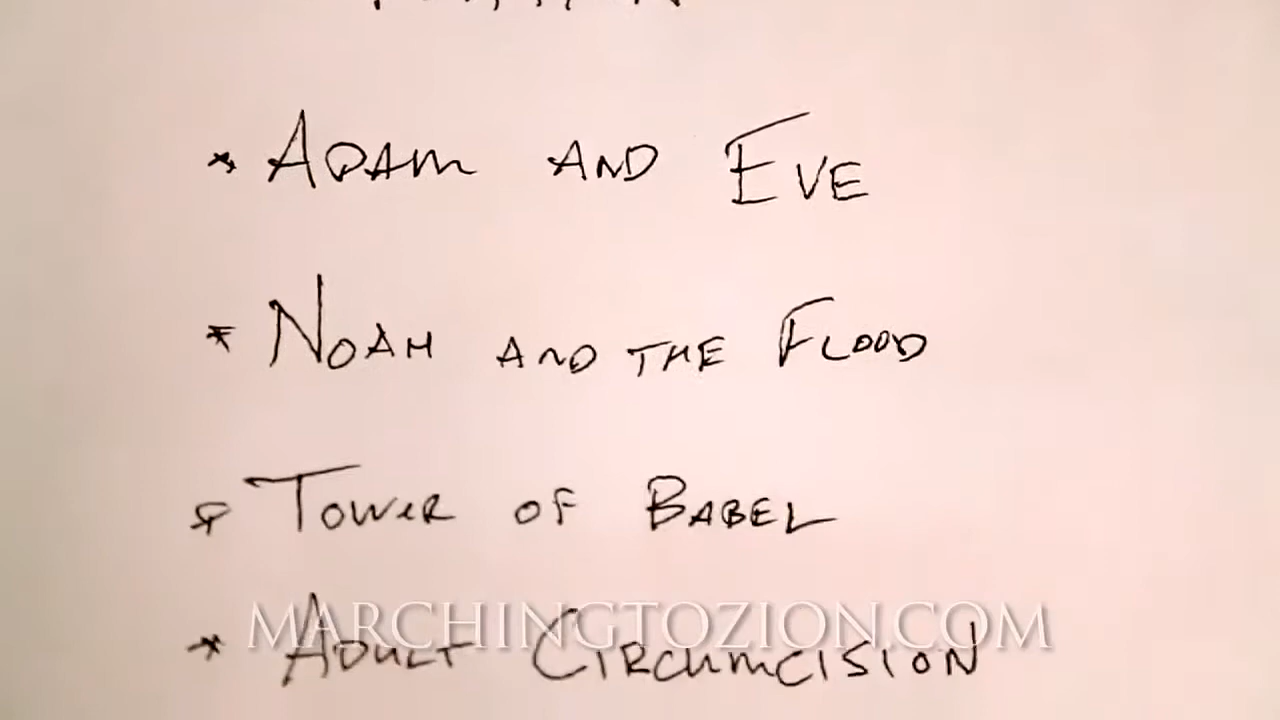 * ADAM AND EVE
* NOAH AND THE FLOOD
* TOWER OF BABEL
MARCHINGTOZION.COM
* ADULT CIRCUMCISION